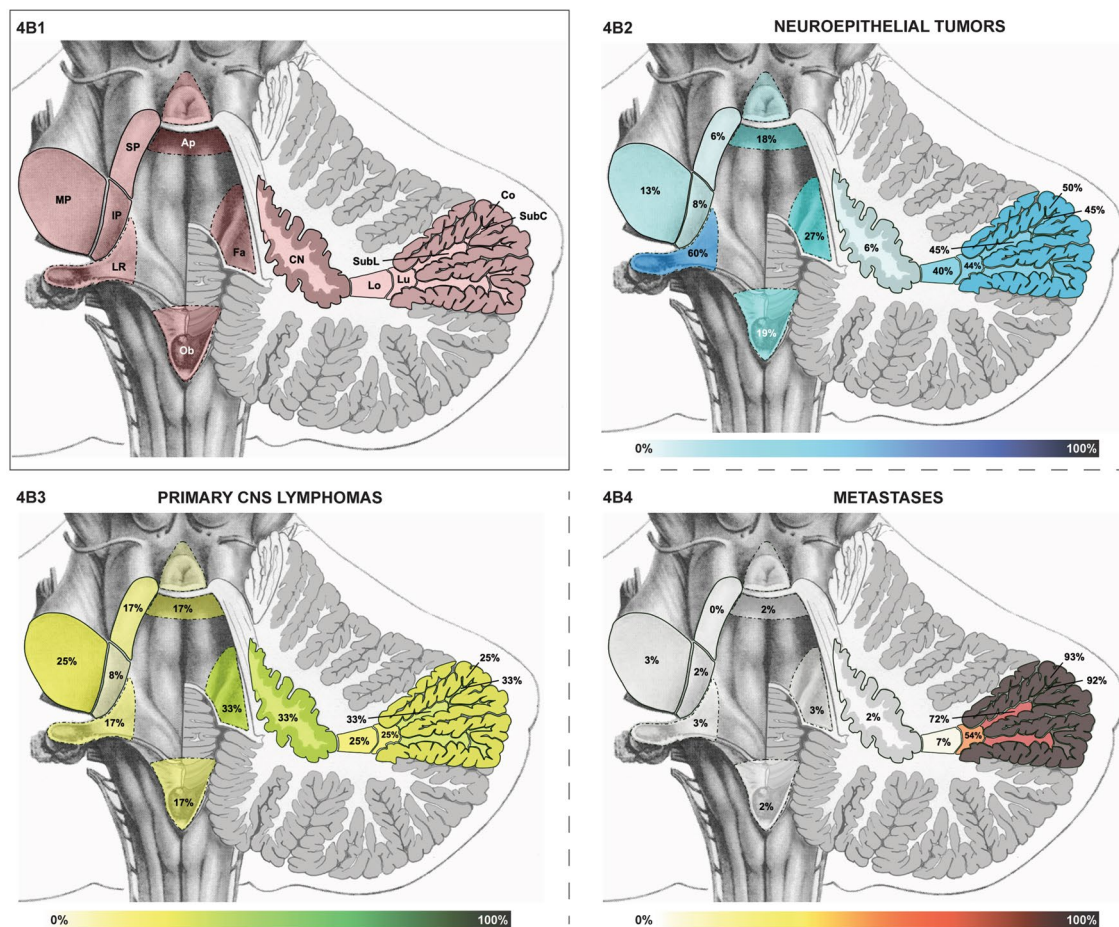 4B1
SP
Ap
MP
IP
Co
SubC
Fa
SubL
CN
LR
Lo
Lu
Ob
4B2
NEUROEPITHELIAL TUMORS
6%
18%
13%
8%
50%
45%
27%
6%
45%
60%
40%
44%
19%
0%
100%
4B3
PRIMARY CNS LYMPHOMAS
17%
17%
25%
8%
25%
33%
33%
33%
33%
17%
25%
25%
17%
0%
100%
4B4
METASTASES
0%
2%
3%
2%
93%
92%
72%
3%
2%
3%
7%
54%
2%
0%
100%